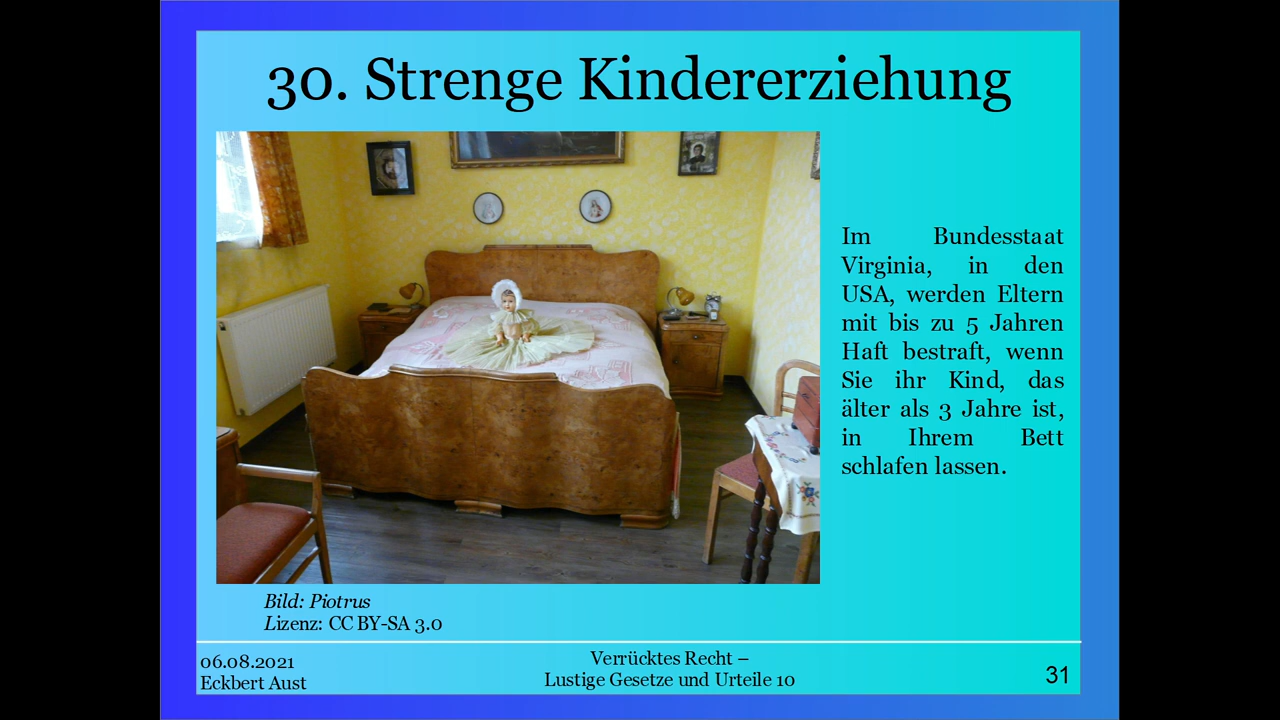 30. Strenge Kindererziehung
Im Bundesstaat
Virginia, in den
USA, werden Eltern
mit bis zu 5 Jahren
Haft bestraft, wenn
Sie ihr Kind, das
älter als 3 Jahre ist,
in Ihrem Bett
schlafen lassen.
Bild: Piotrus
Lizenz: CC BY-SA 3.0
06.08.2021
Eckbert Aust
Verrücktes Recht –
Lustige Gesetze und Urteile 10
31